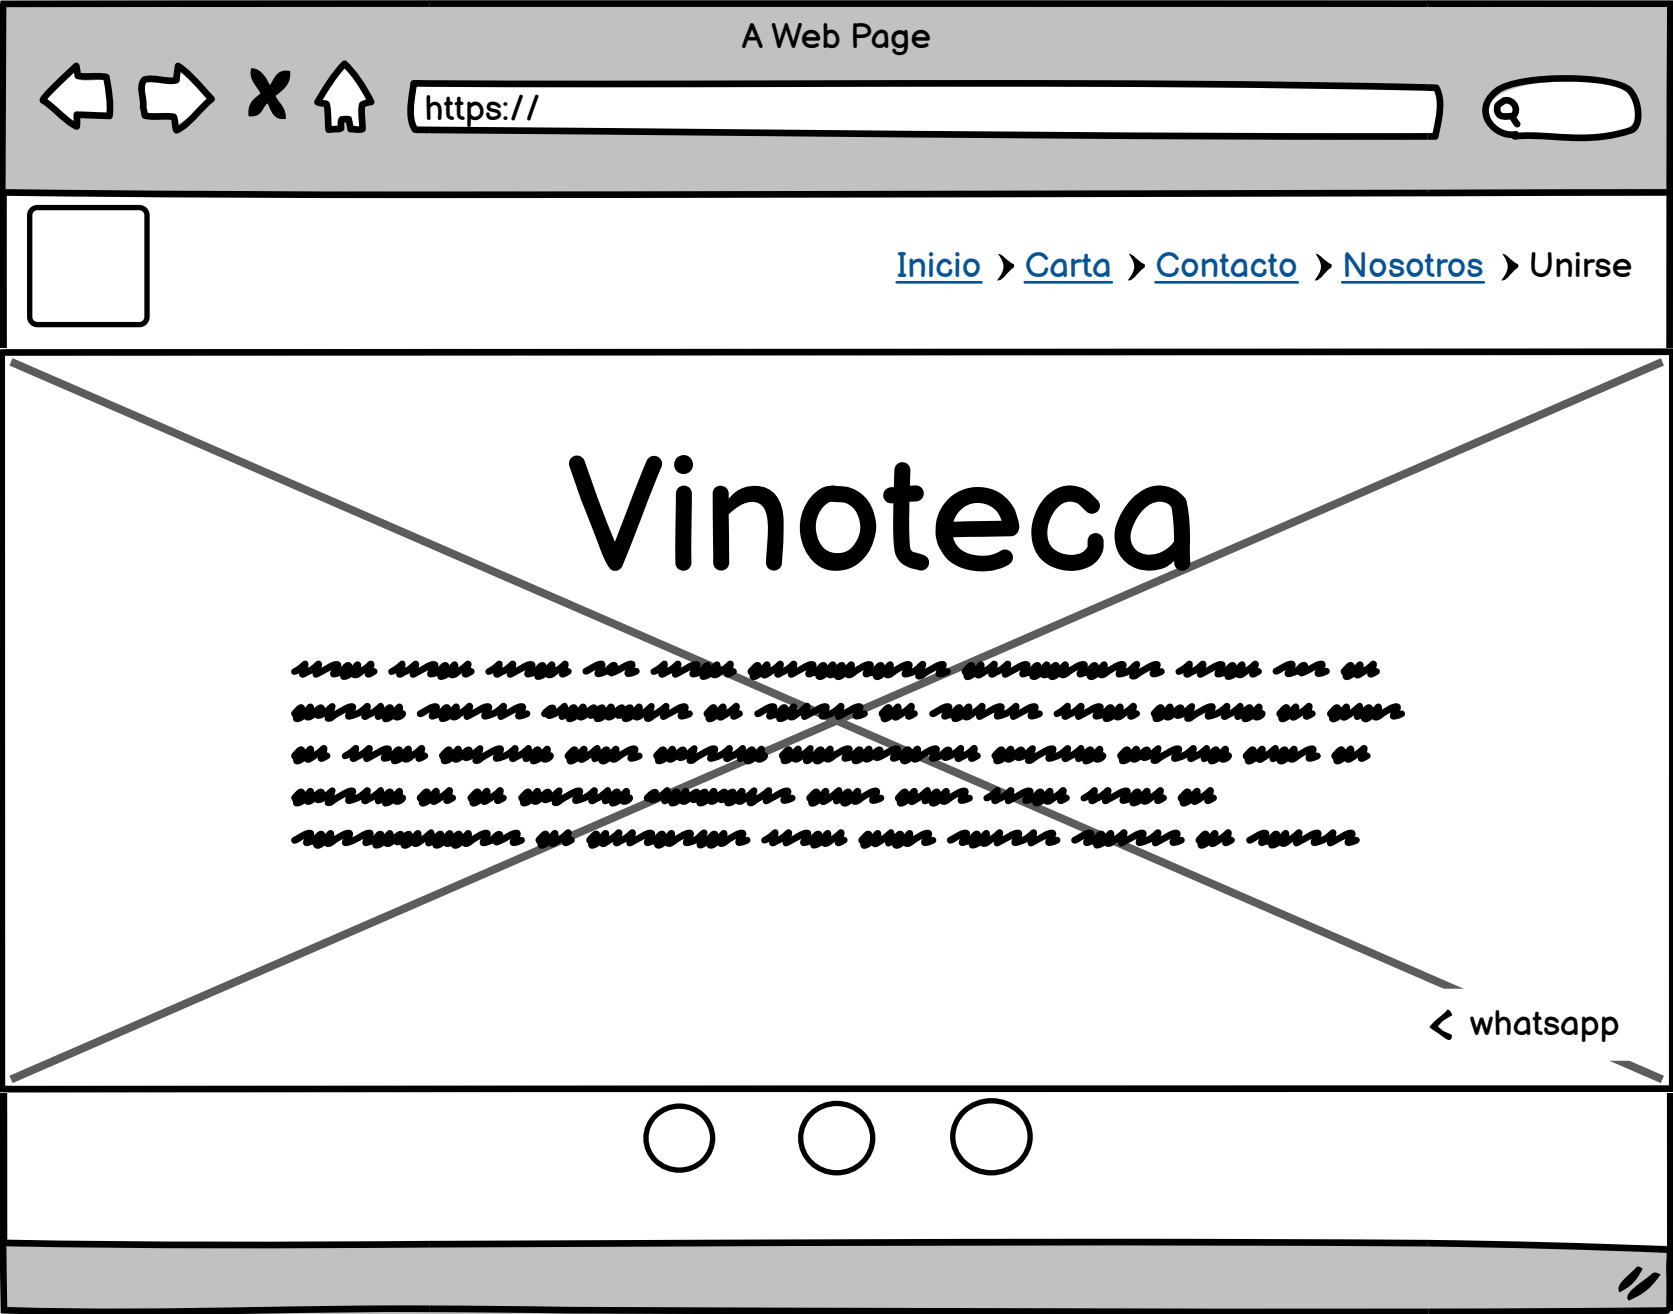 A Web Page
https://
Inicio Carta Contacto Nosotros Unirse
Vinoteca
whatsapp